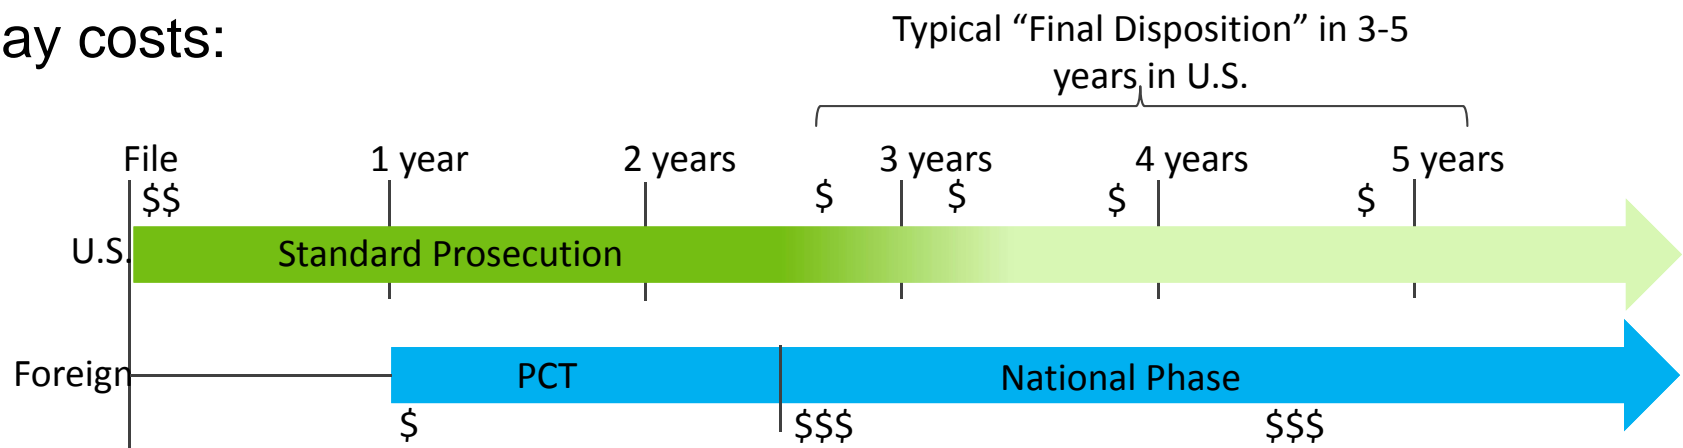 ay costs:
Typical “Final Disposition” in 3-5
years in U.S.
File 1 year 2 years 3 years 4 years 5 years
$$ $ $ $ $
U.S. Standard Prosecution
Foreign PCT National Phase
$ $$$ $$$